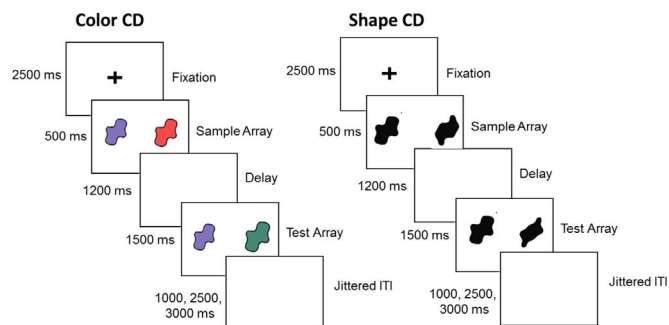 Color CD
2500 ms
Fixation
500 ms
Sample Array
1200 ms
Delay
1500 ms
Test Array
1000, 2500,
3000 ms
Jittered ITI
Shape CD
2500 ms
Fixation
500 ms
Sample Array
1200 ms
Delay
1500 ms
Test Array
1000, 2500,
3000 ms
Jittered ITI